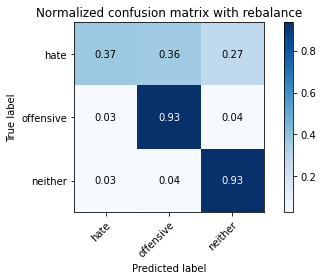 Normalized confusion matrix with rebalance
hate 0.37 0.36 0.27
offensive 0.03 0.93 0.04
neither 0.03 0.04 0.93
hate offensive neither
True label
Predicted label
0.8
0.6
0.4
0.2